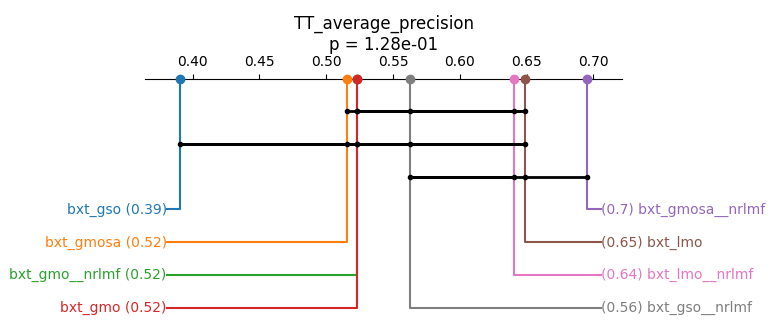 TT_average_precision
p = 1.28e-01
0.40 0.45 0.50 0.55 0.60 0.65 0.70
bxt_gso (0.39) (0.7) bxt_gmosa__nrlmf
bxt_gmosa (0.52) (0.65) bxt_lmo
bxt_gmo__nrlmf (0.52) (0.64) bxt_lmo__nrlmf
bxt_gmo (0.52) (0.56) bxt_gso__nrlmf